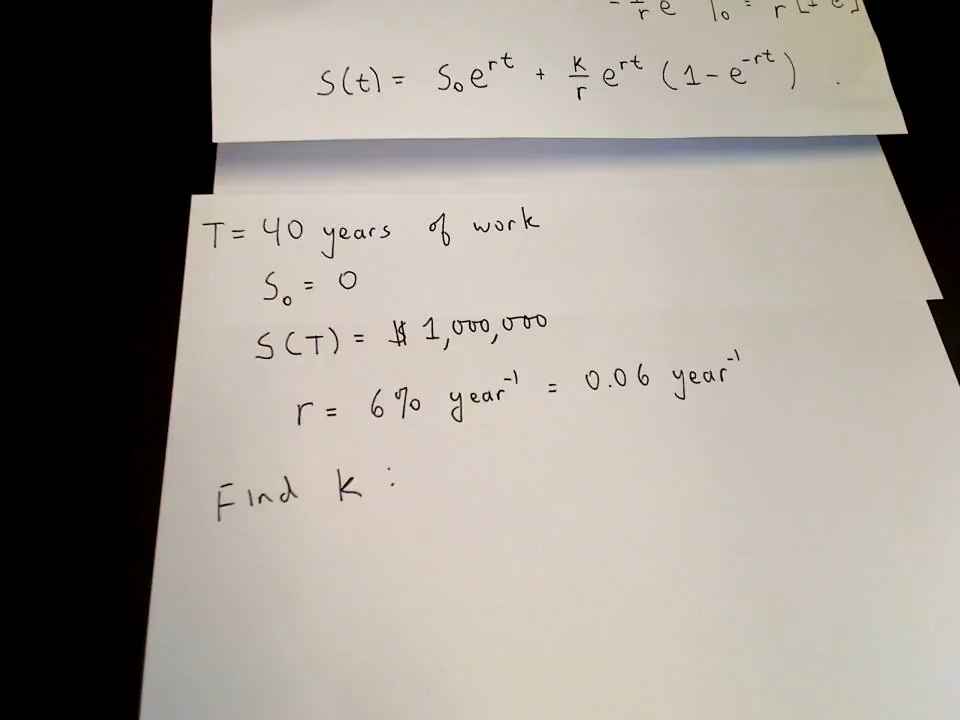 S(t) = S₀e^rt + k/r e^rt (1 - e^-rt) .
T = 40 years of work
S₀ = 0
S(T) = $ 1,000,000
r = 6% year^-1 = 0.06 year^-1
Find k :